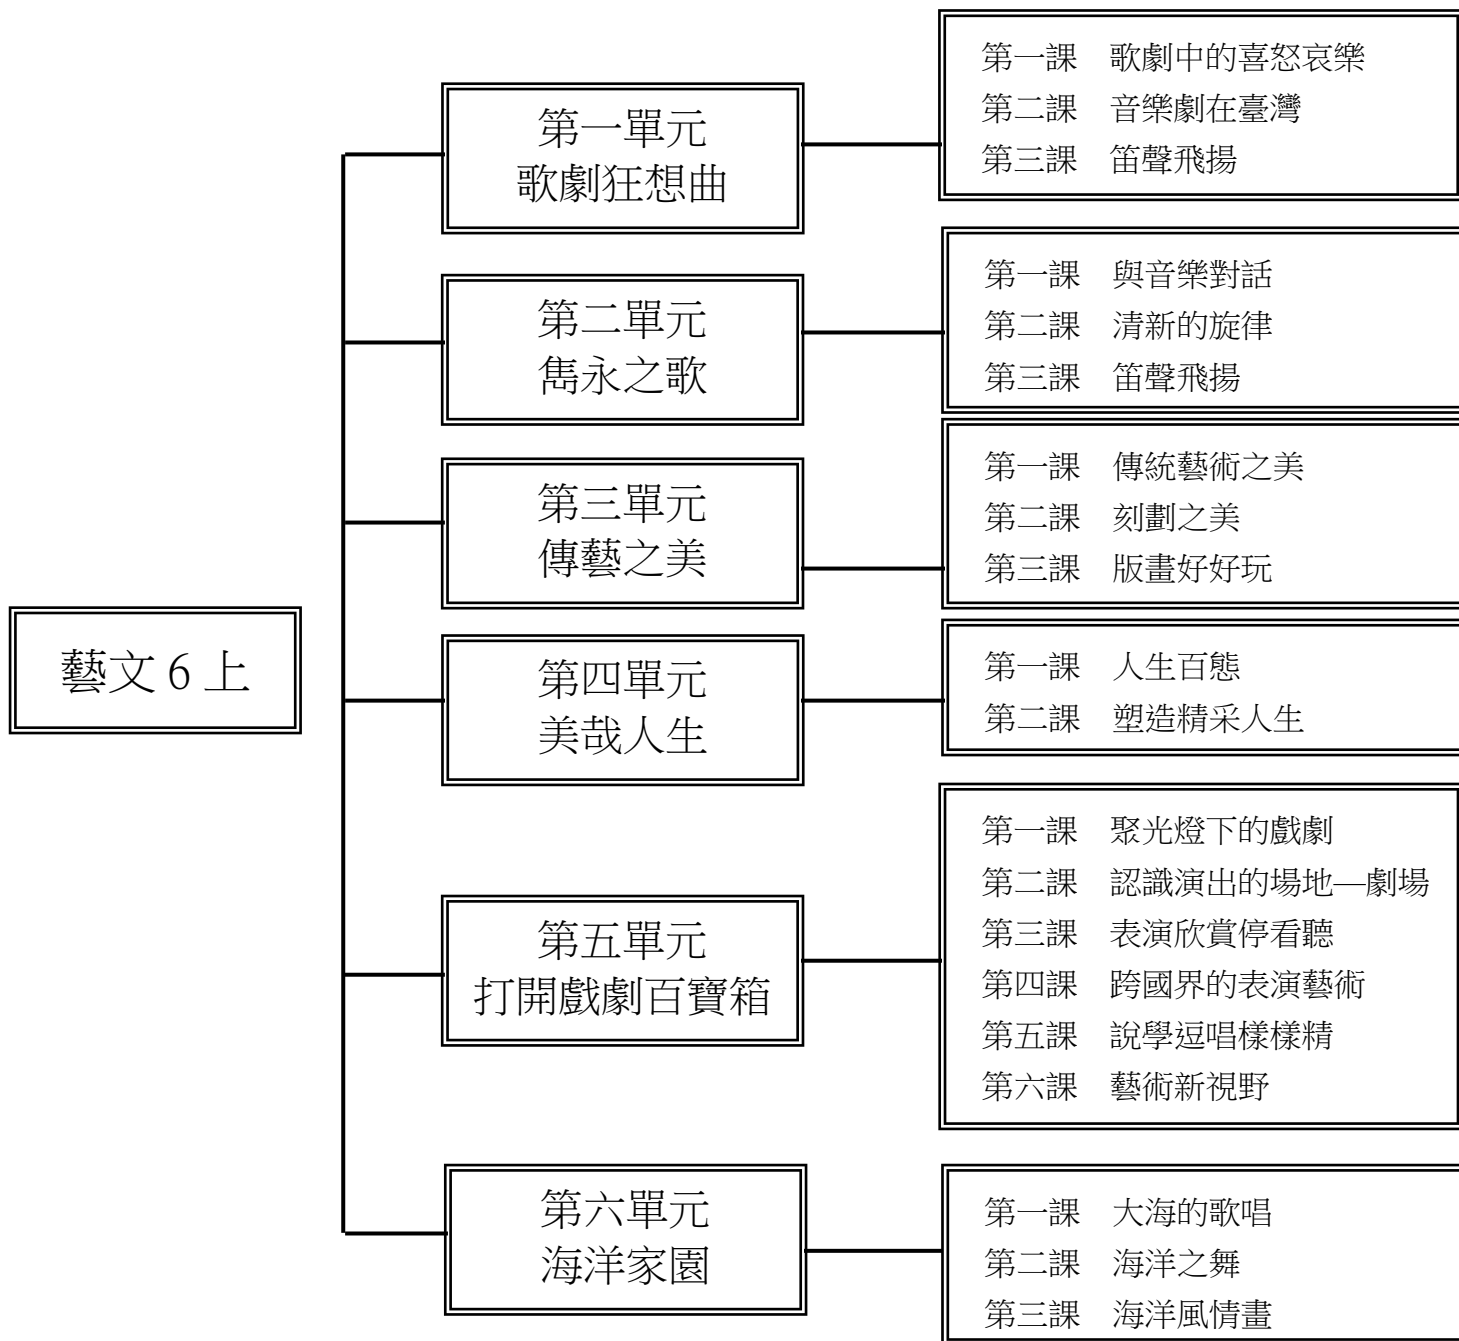 藝文 6 上
第一單元
歌劇狂想曲
第一課　歌劇中的喜怒哀樂
第二課　音樂劇在臺灣
第三課　笛聲飛揚
第二單元
雋永之歌
第一課　與音樂對話
第二課　清新的旋律
第三課　笛聲飛揚
第三單元
傳藝之美
第一課　傳統藝術之美
第二課　刻劃之美
第三課　版畫好好玩
第四單元
美哉人生
第一課　人生百態
第二課　塑造精采人生
第五單元
打開戲劇百寶箱
第一課　聚光燈下的戲劇
第二課　認識演出的場地—劇場
第三課　表演欣賞停看聽
第四課　跨國界的表演藝術
第五課　說學逗唱樣樣精
第六課　藝術新視野
第六單元
海洋家園
第一課　大海的歌唱
第二課　海洋之舞
第三課　海洋風情畫